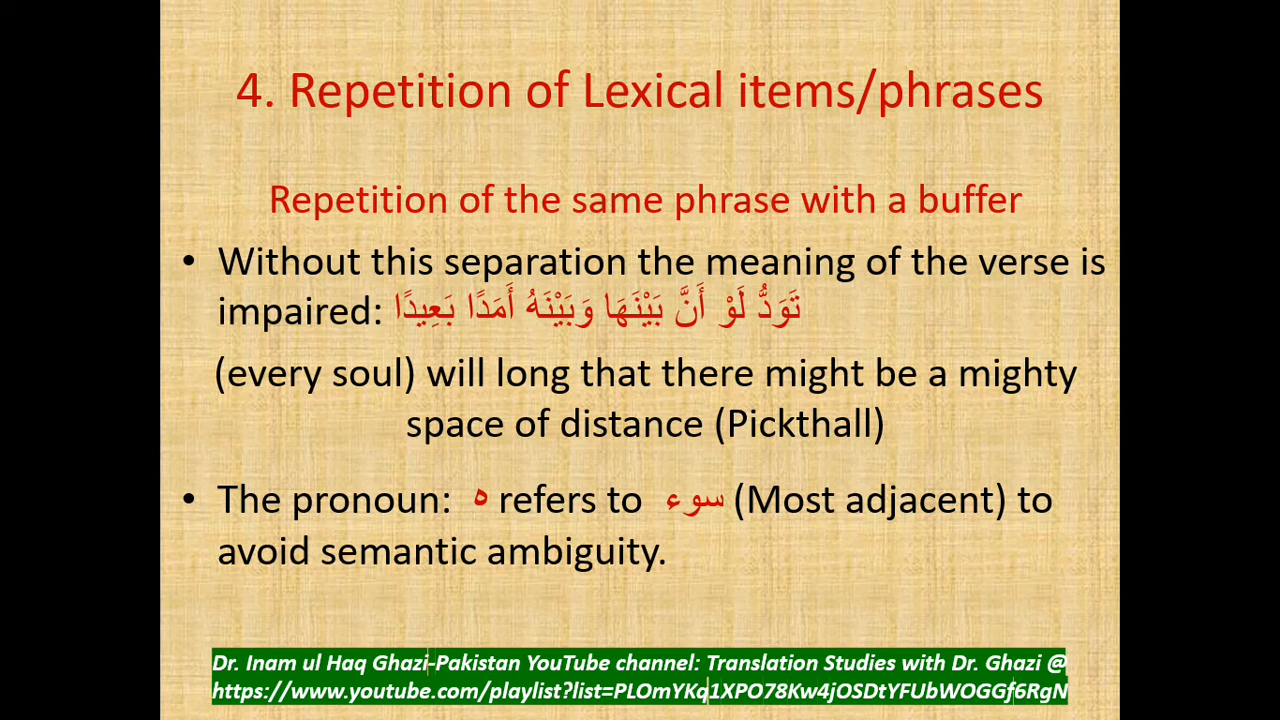 4. Repetition of Lexical items/phrases
Repetition of the same phrase with a buffer
• Without this separation the meaning of the verse is
impaired: تَوَدُّ لَوْ أَنَّ بَيْنَهَا وَبَيْنَهُ أَمَدًا بَعِيدًا
(every soul) will long that there might be a mighty
space of distance (Pickthall)
• The pronoun: ه refers to سوء (Most adjacent) to
avoid semantic ambiguity.
Dr. Inam ul Haq Ghazi-Pakistan YouTube channel: Translation Studies with Dr. Ghazi @
https://www.youtube.com/playlist?list=PLOmYKq1XPO78Kw4jOSDtYFUbWOGGf6RgN